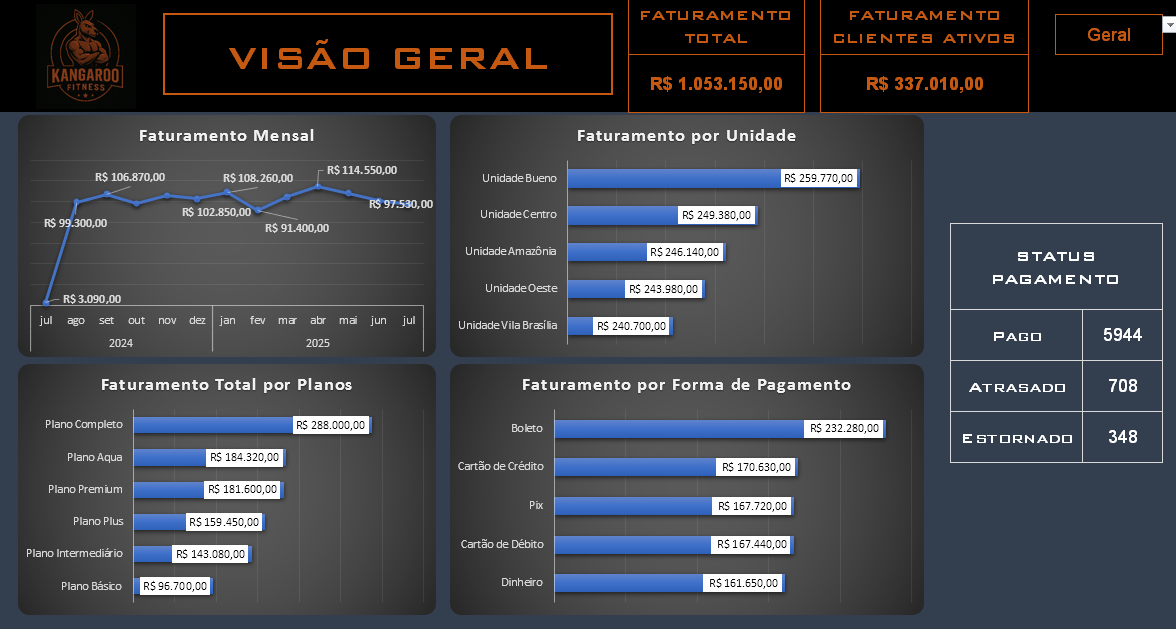 KANGAROO
FITNESS
VISÃO GERAL
FATURAMENTO
TOTAL
R$ 1.053.150,00
FATURAMENTO
CLIENTES ATIVOS
R$ 337.010,00
Geral
Faturamento Mensal
R$ 3.090,00
R$ 99.300,00
R$ 106.870,00
R$ 102.850,00
R$ 108.260,00
R$ 91.400,00
R$ 114.550,00
R$ 97.530,00
jul ago set out nov dez jan fev mar abr mai jun jul
2024 2025
Faturamento por Unidade
Unidade Bueno R$ 259.770,00
Unidade Centro R$ 249.380,00
Unidade Amazônia R$ 246.140,00
Unidade Oeste R$ 243.980,00
Unidade Vila Brasília R$ 240.700,00
Faturamento Total por Planos
Plano Completo R$ 288.000,00
Plano Aqua R$ 184.320,00
Plano Premium R$ 181.600,00
Plano Plus R$ 159.450,00
Plano Intermediário R$ 143.080,00
Plano Básico R$ 96.700,00
Faturamento por Forma de Pagamento
Boleto R$ 232.280,00
Cartão de Crédito R$ 170.630,00
Pix R$ 167.720,00
Cartão de Débito R$ 167.440,00
Dinheiro R$ 161.650,00
STATUS
PAGAMENTO
PAGO 5944
ATRASADO 708
ESTORNADO 348